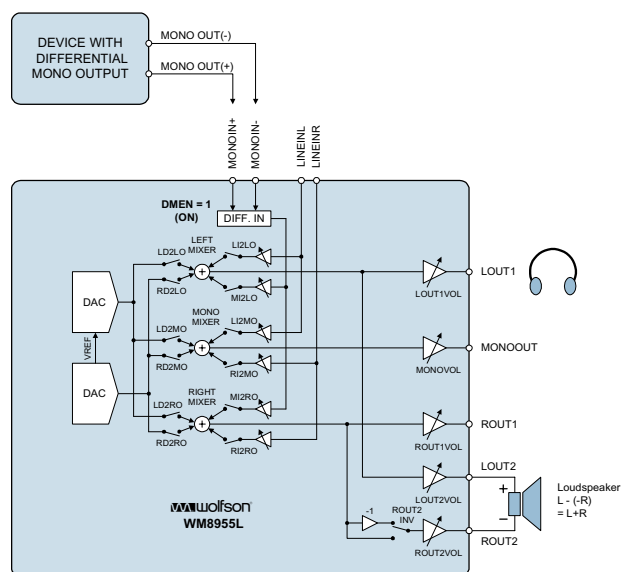 DEVICE WITH
DIFFERENTIAL
MONO OUTPUT
MONO OUT(-)
MONO OUT(+)
MONOIN+
MONOIN-
LINEINL
LINEINR
DMEN = 1
(ON)
DIFF. IN
LEFT
MIXER
LD2LO
RD2LO
LI2LO
MI2LO
LOUT1VOL
LOUT1
DAC
VREF
DAC
MONO
MIXER
LD2MO
RD2MO
LI2MO
RI2MO
MONOVOL
MONOOUT
RIGHT
MIXER
LD2RO
RD2RO
MI2RO
RI2RO
ROUT1VOL
ROUT1
LOUT2VOL
LOUT2
-1
ROUT2
INV
ROUT2VOL
ROUT2
+
−
Loudspeaker
L - (-R)
= L+R
wolfson
WM8955L